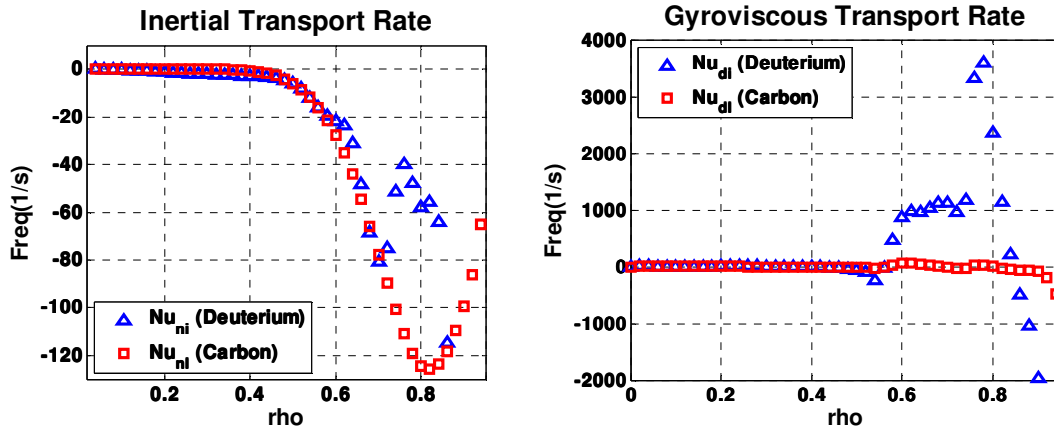 Inertial Transport Rate
0
-20
-40
-60
-80
-100
-120
Freq(1/s)
Nu_ni (Deuterium)
Nu_nI (Carbon)
0.2 0.4 0.6 0.8
rho
Gyroviscous Transport Rate
4000
3000
2000
1000
0
-1000
-2000
Freq(1/s)
Nu_di (Deuterium)
Nu_dI (Carbon)
0 0.2 0.4 0.6 0.8
rho